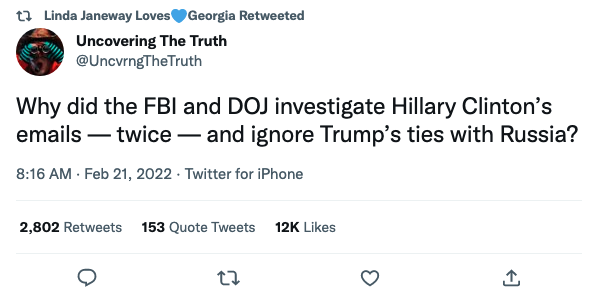 Linda Janeway Loves💙Georgia Retweeted
Uncovering The Truth
@UncvrngTheTruth
Why did the FBI and DOJ investigate Hillary Clinton’s
emails — twice — and ignore Trump’s ties with Russia?
8:16 AM · Feb 21, 2022 · Twitter for iPhone
2,802 Retweets 153 Quote Tweets 12K Likes